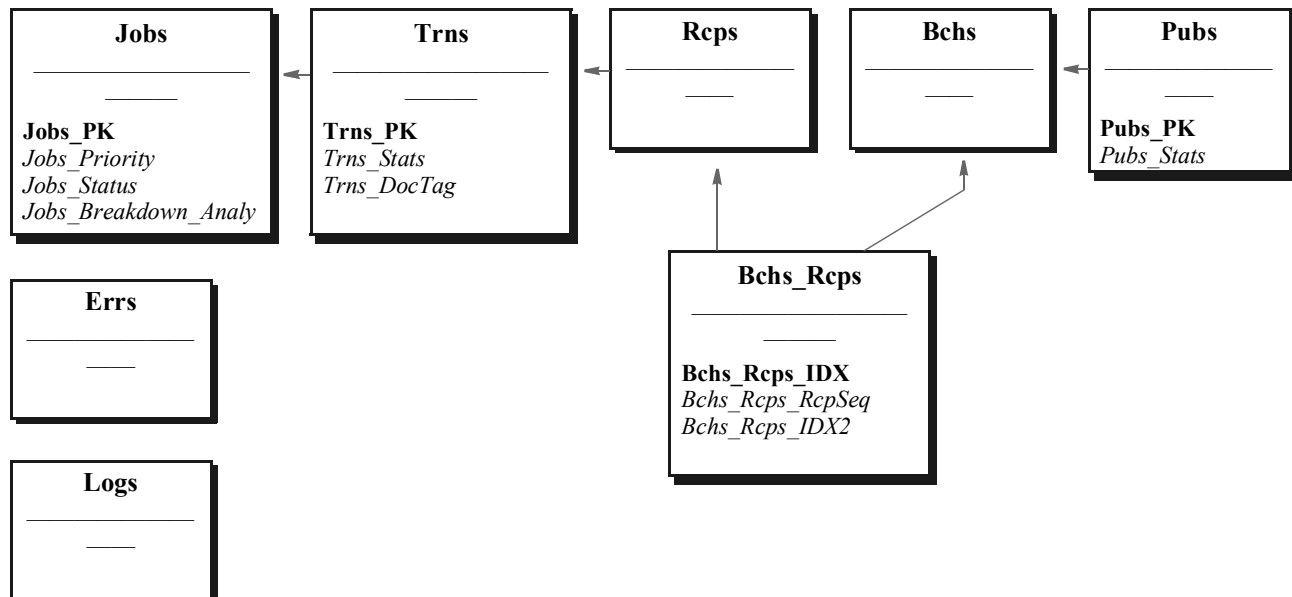 Jobs
Jobs_PK
Jobs_Priority
Jobs_Status
Jobs_Breakdown_Analy
Trns
Trns_PK
Trns_Stats
Trns_DocTag
Rcps
Bchs
Pubs
Pubs_PK
Pubs_Stats
Errs
Bchs_Rcps
Bchs_Rcps_IDX
Bchs_Rcps_RcpSeq
Bchs_Rcps_IDX2
Logs